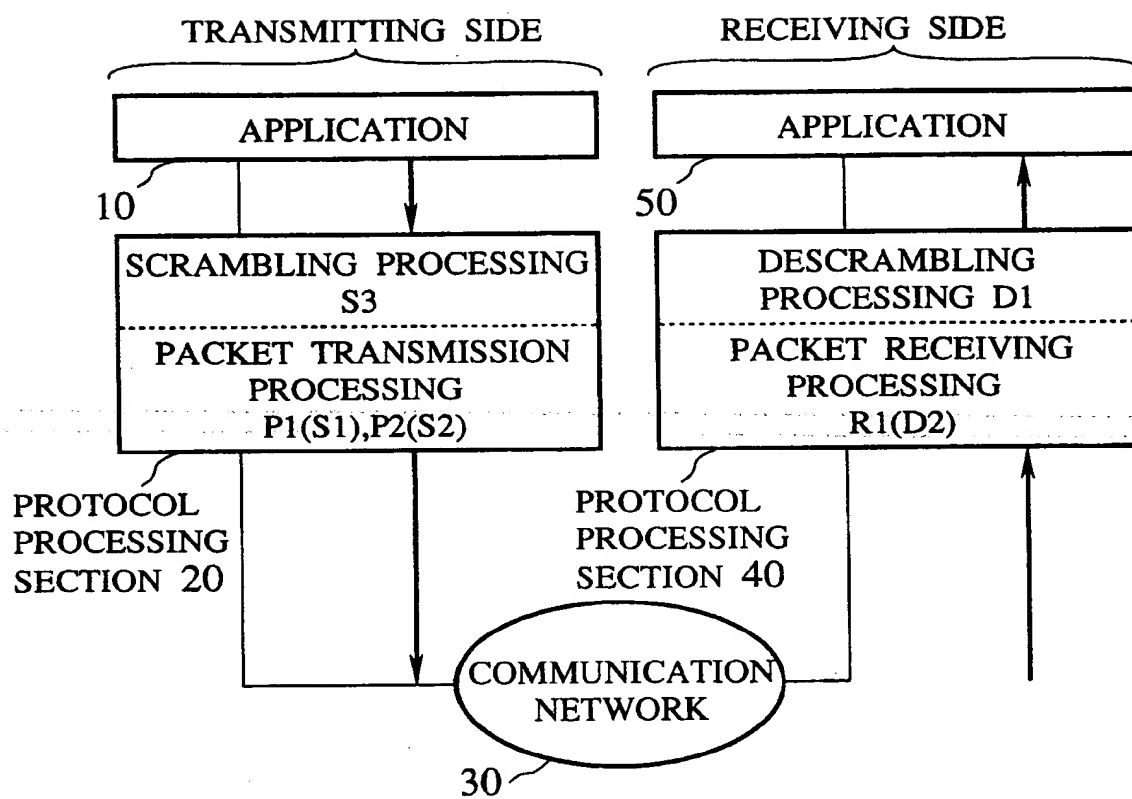 TRANSMITTING SIDE
RECEIVING SIDE
APPLICATION
APPLICATION
10
50
SCRAMBLING PROCESSING
S3
DESCRAMBLING
PROCESSING D1
PACKET TRANSMISSION
PROCESSING
P1(S1),P2(S2)
PACKET RECEIVING
PROCESSING
R1(D2)
PROTOCOL
PROCESSING
SECTION 20
PROTOCOL
PROCESSING
SECTION 40
COMMUNICATION
NETWORK
30